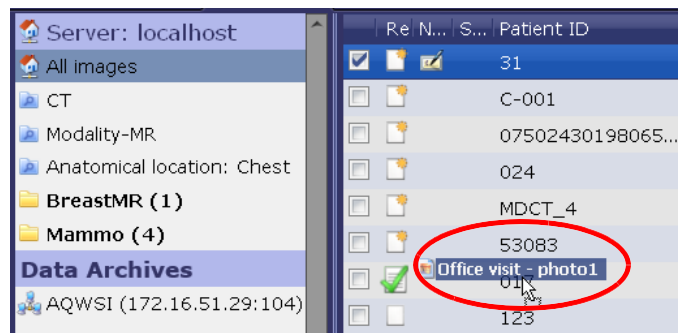 Server: localhost
All images
CT
Modality-MR
Anatomical location: Chest
BreastMR (1)
Mammo (4)
Data Archives
AQWSI (172.16.51.29:104)
Re N... S... Patient ID
31
C-001
07502430198065...
024
MDCT_4
53083
Office visit - photo1
017
123